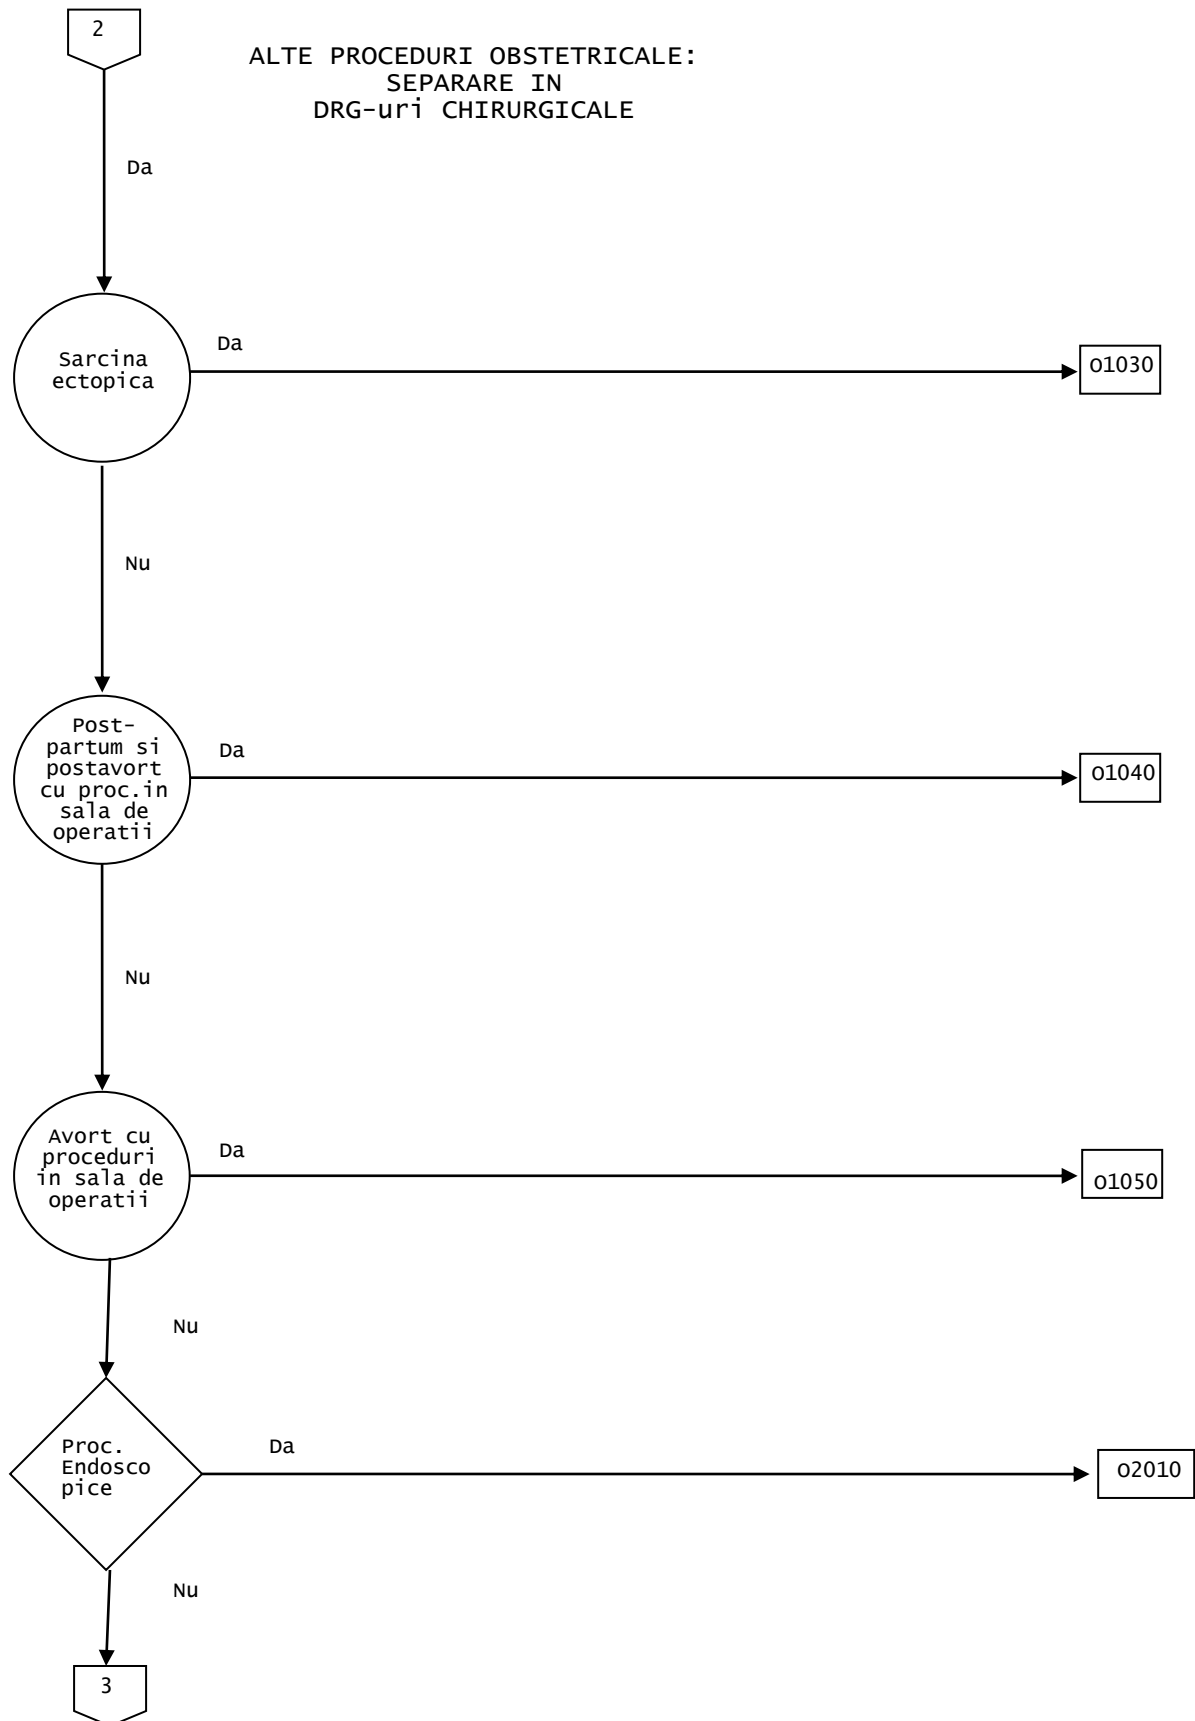 2
ALTE PROCEDURI OBSTETRICALE:
SEPARARE IN
DRG-uri CHIRURGICALE
Da
Sarcina
ectopica
Da
O1030
Nu
Post-
partum si
postavort
cu proc.in
sala de
operatii
Da
O1040
Nu
Avort cu
proceduri
in sala de
operatii
Da
O1050
Nu
Proc.
Endosco
pice
Da
O2010
Nu
3